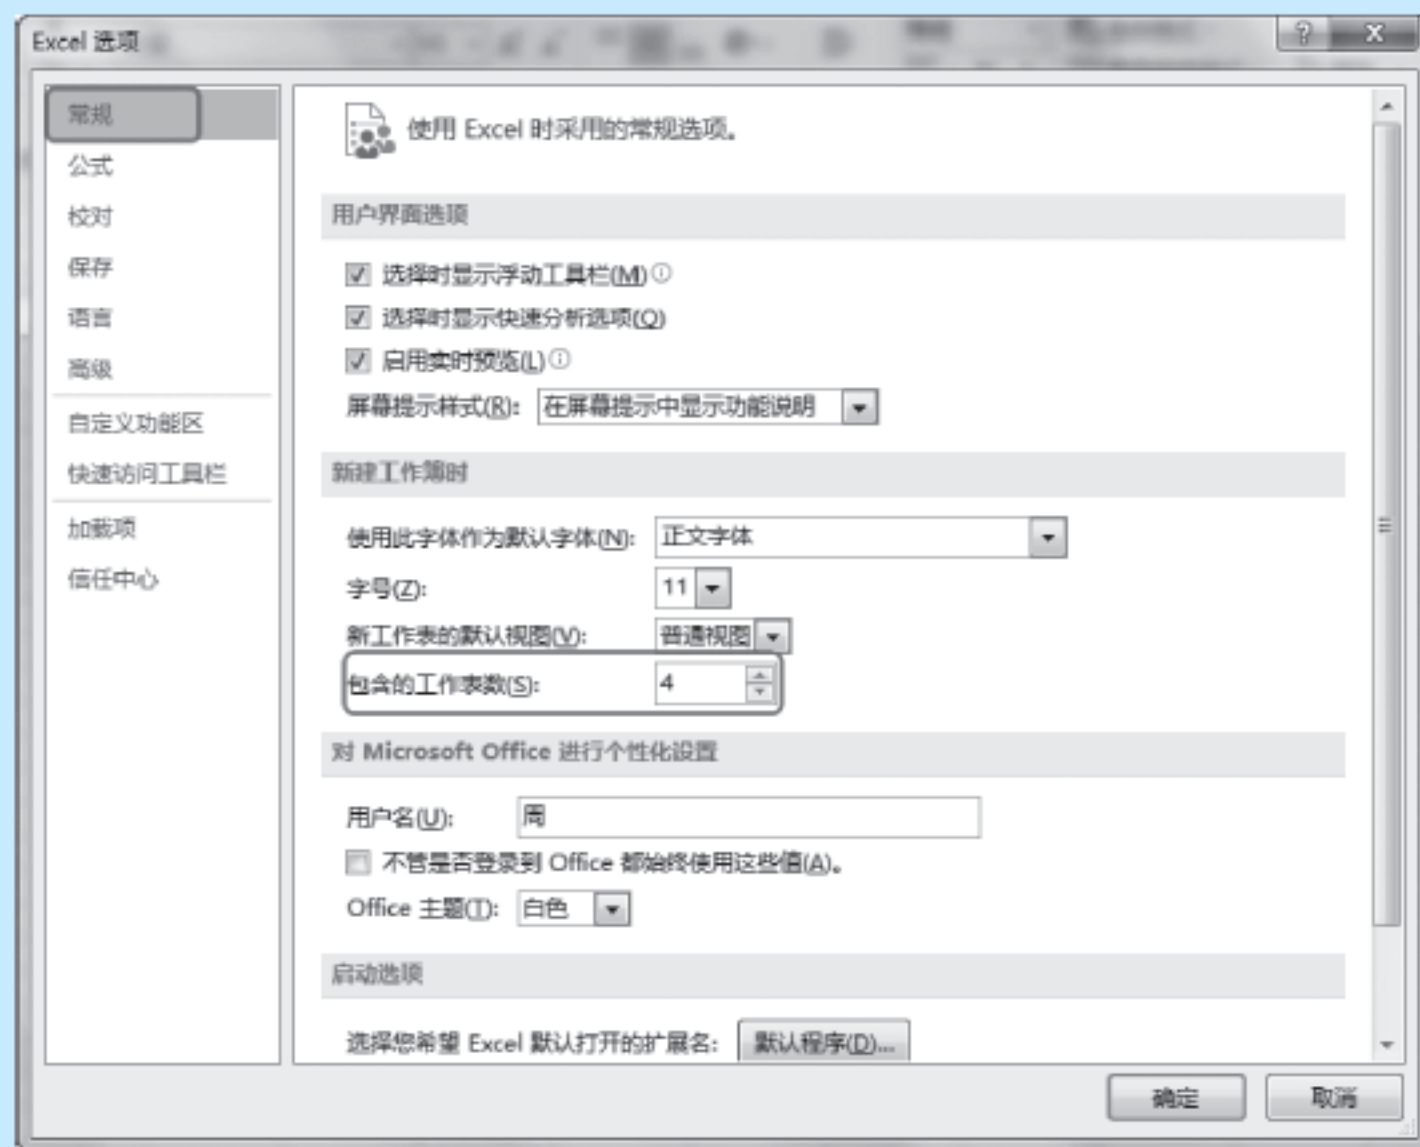 Excel 选项
常规
公式
校对
保存
语言
高级
自定义功能区
快速访问工具栏
加载项
信任中心
使用 Excel 时采用的常规选项。
用户界面选项
选择时显示浮动工具栏(M)
选择时显示快速分析选项(Q)
启用实时预览(L)
屏幕提示样式(R): 在屏幕提示中显示功能说明
新建工作簿时
使用此字体作为默认字体(N): 正文字体
字号(Z): 11
新工作表的默认视图(V): 普通视图
包含的工作表数(S): 4
对 Microsoft Office 进行个性化设置
用户名(U): 周
不管是否登录到 Office 都始终使用这些值(A)。
Office 主题(T): 白色
启动选项
选择您希望 Excel 默认打开的扩展名: 默认程序(D)...
确定 取消